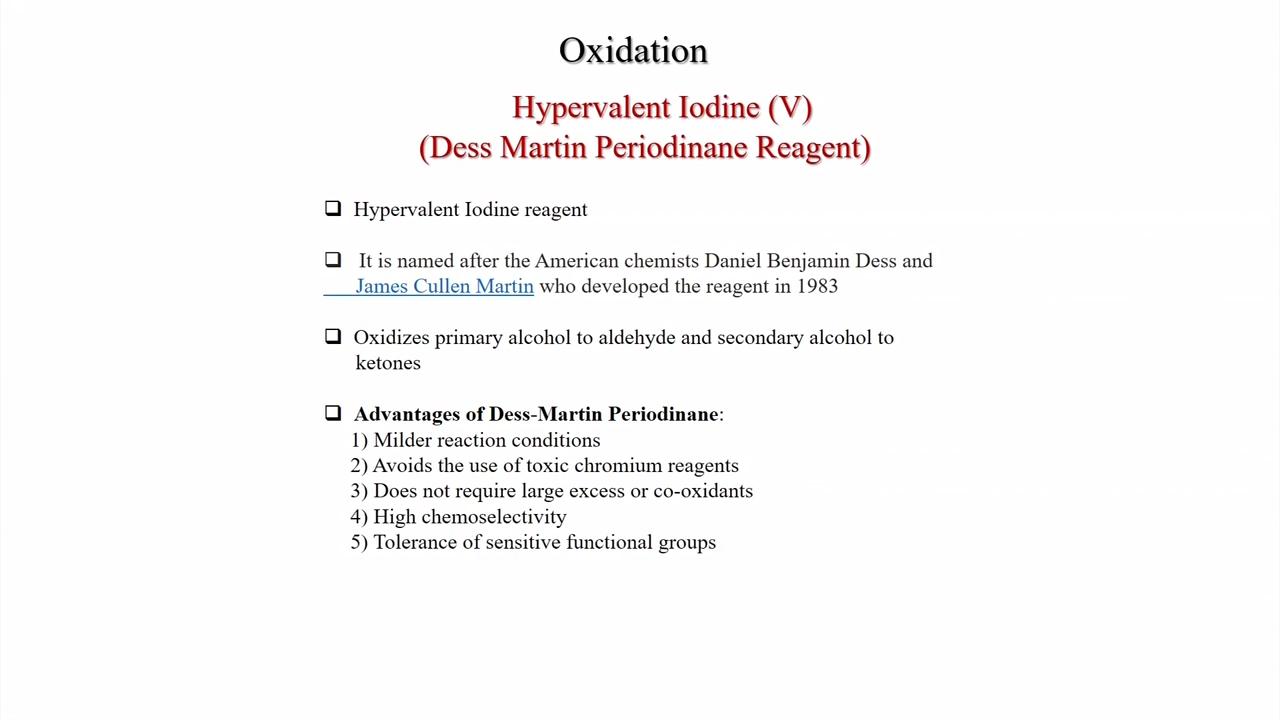 Oxidation
Hypervalent Iodine (V)
(Dess Martin Periodinane Reagent)
❑ Hypervalent Iodine reagent
❑ It is named after the American chemists Daniel Benjamin Dess and
James Cullen Martin who developed the reagent in 1983
❑ Oxidizes primary alcohol to aldehyde and secondary alcohol to
ketones
❑ Advantages of Dess-Martin Periodinane:
1) Milder reaction conditions
2) Avoids the use of toxic chromium reagents
3) Does not require large excess or co-oxidants
4) High chemoselectivity
5) Tolerance of sensitive functional groups